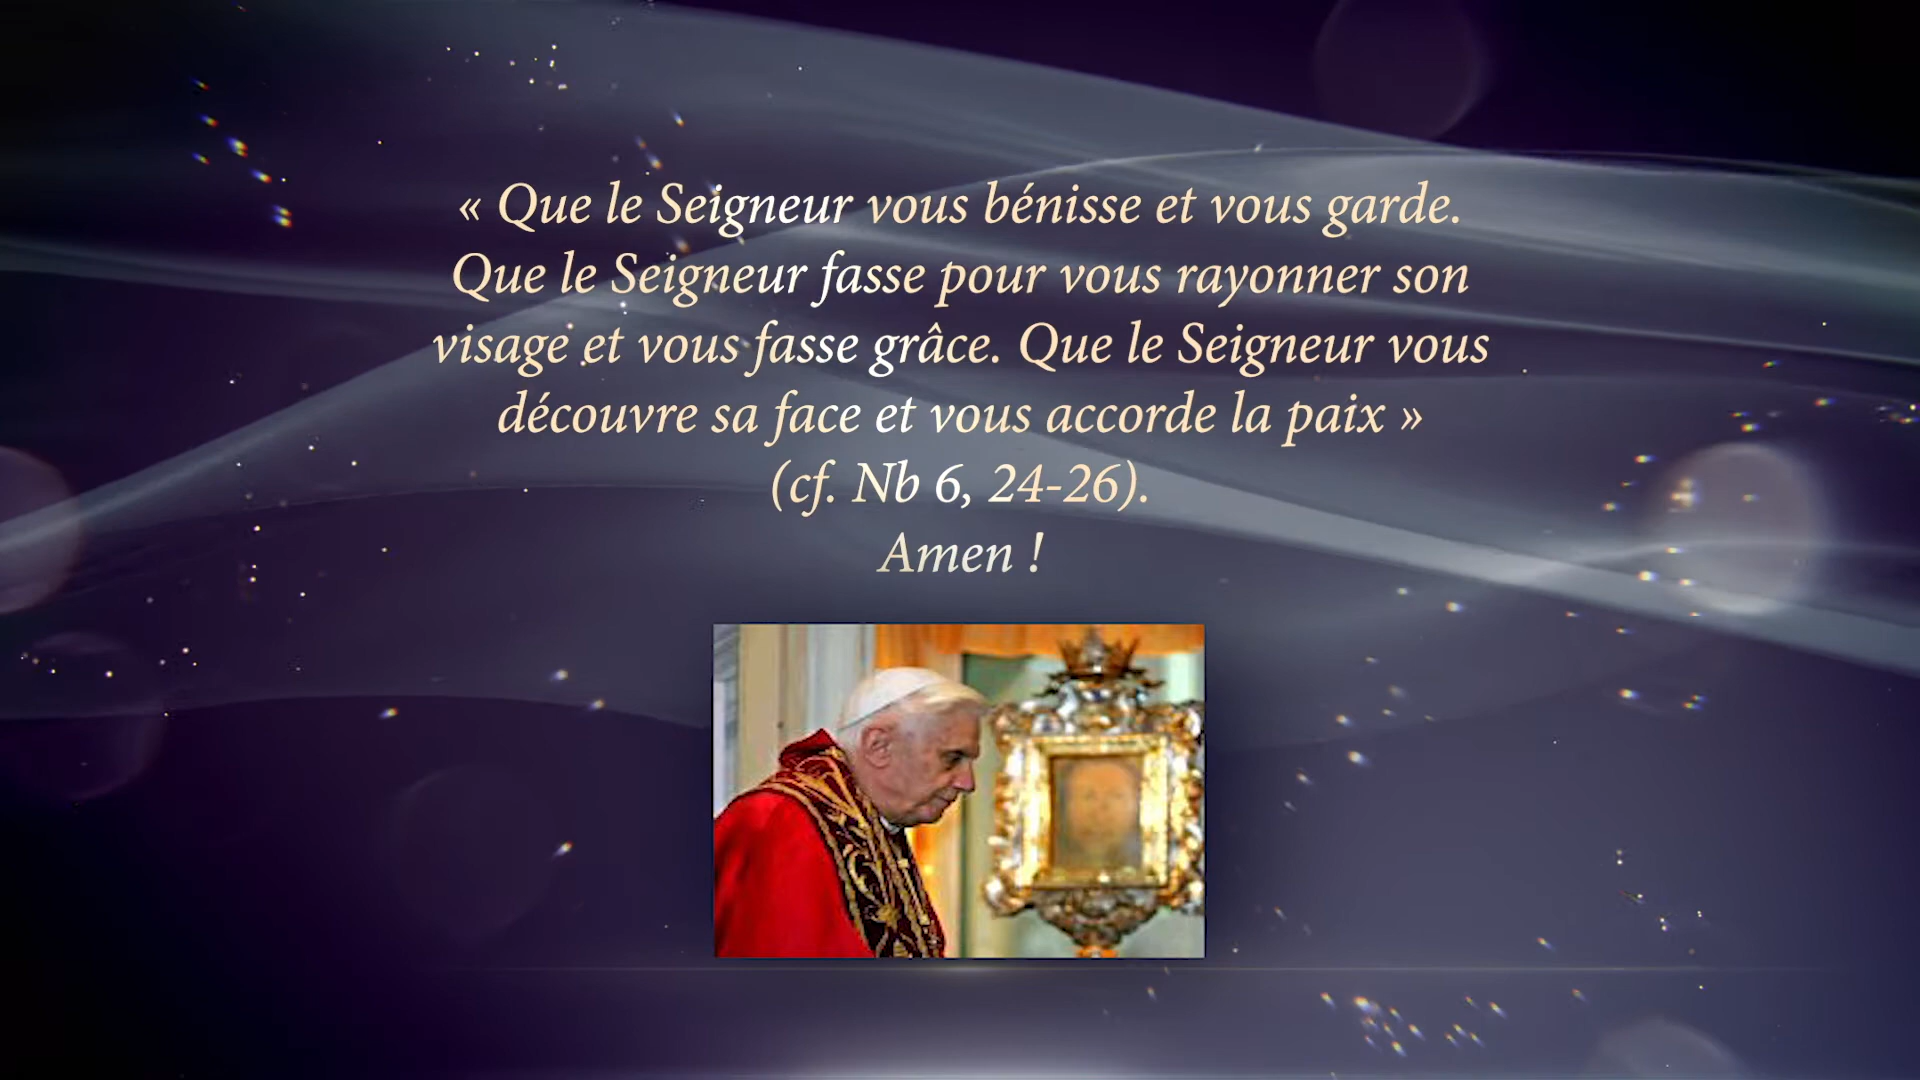 « Que le Seigneur vous bénisse et vous garde.
Que le Seigneur fasse pour vous rayonner son
visage et vous fasse grâce. Que le Seigneur vous
découvre sa face et vous accorde la paix »
(cf. Nb 6, 24-26).
Amen !